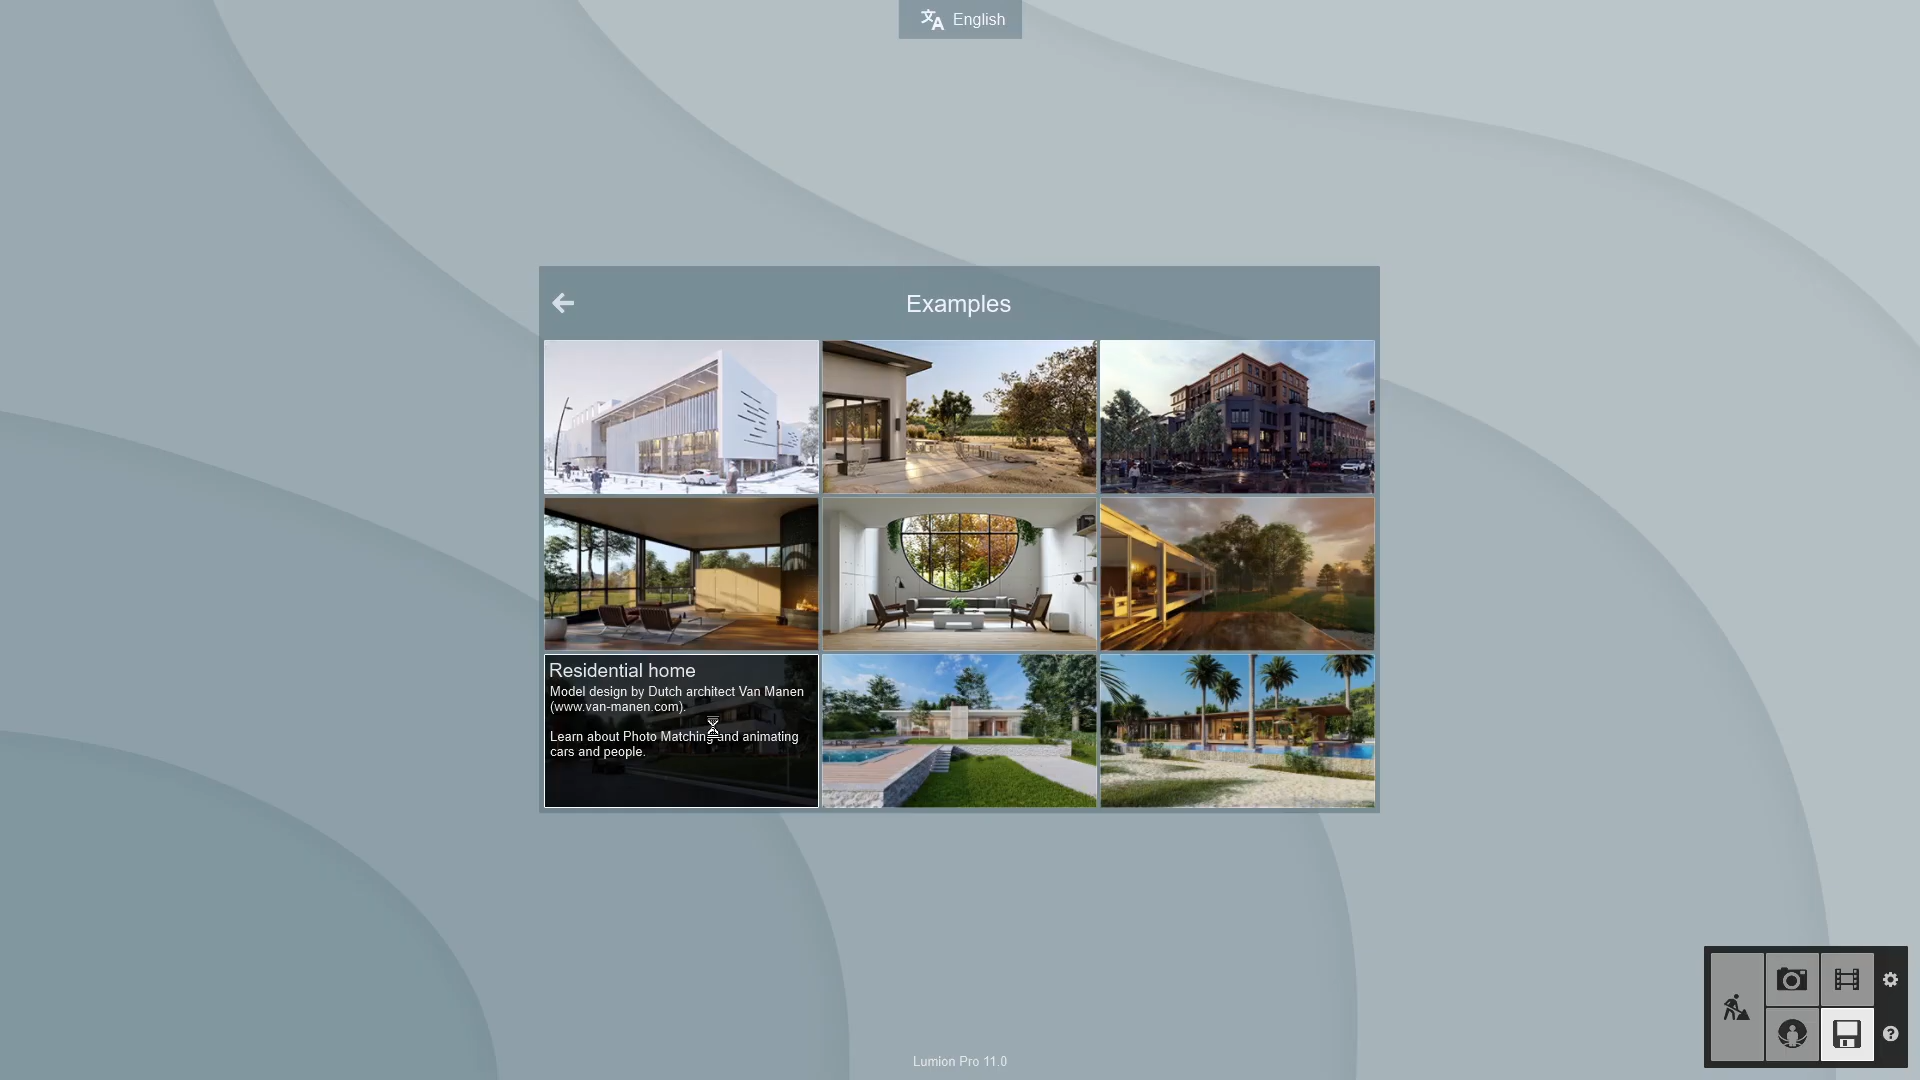 English
Examples
Residential home
Model design by Dutch architect Van Manen
(www.van-manen.com).
Learn about Photo Matching and animating
cars and people.
Lumion Pro 11.0